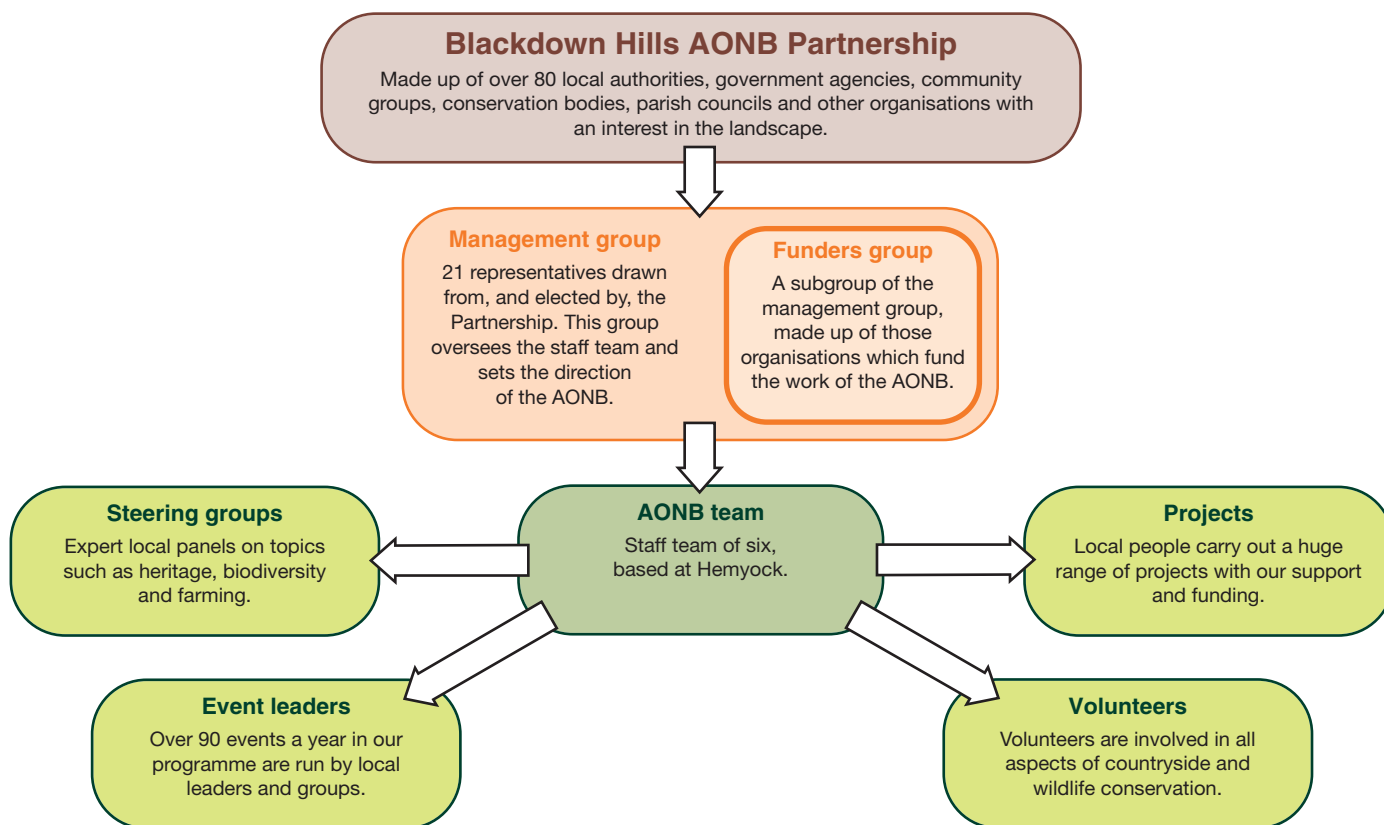 Blackdown Hills AONB Partnership
Made up of over 80 local authorities, government agencies, community
groups, conservation bodies, parish councils and other organisations with
an interest in the landscape.
Management group
21 representatives drawn
from, and elected by, the
Partnership. This group
oversees the staff team and
sets the direction
of the AONB.
Funders group
A subgroup of the
management group,
made up of those
organisations which fund
the work of the AONB.
Steering groups
Expert local panels on topics
such as heritage, biodiversity
and farming.
AONB team
Staff team of six,
based at Hemyock.
Projects
Local people carry out a huge
range of projects with our support
and funding.
Event leaders
Over 90 events a year in our
programme are run by local
leaders and groups.
Volunteers
Volunteers are involved in all
aspects of countryside and
wildlife conservation.